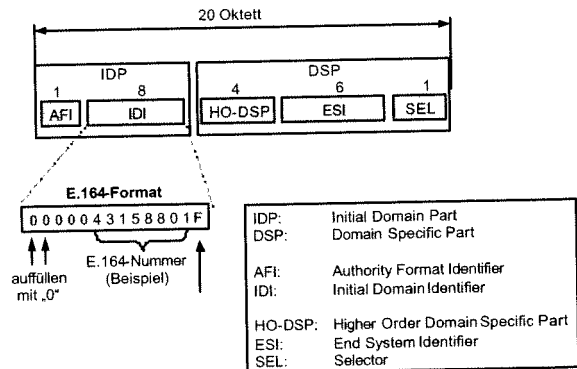 20 Oktett
IDP DSP
1 8 4 6 1
AFI IDI HO-DSP ESI SEL
E.164-Format
0 0 0 0 0 4 3 1 5 8 8 0 1 F
auffüllen
mit „0"
E.164-Nummer
(Beispiel)
IDP: Initial Domain Part
DSP: Domain Specific Part
AFI: Authority Format Identifier
IDI: Initial Domain Identifier
HO-DSP: Higher Order Domain Specific Part
ESI: End System Identifier
SEL: Selector